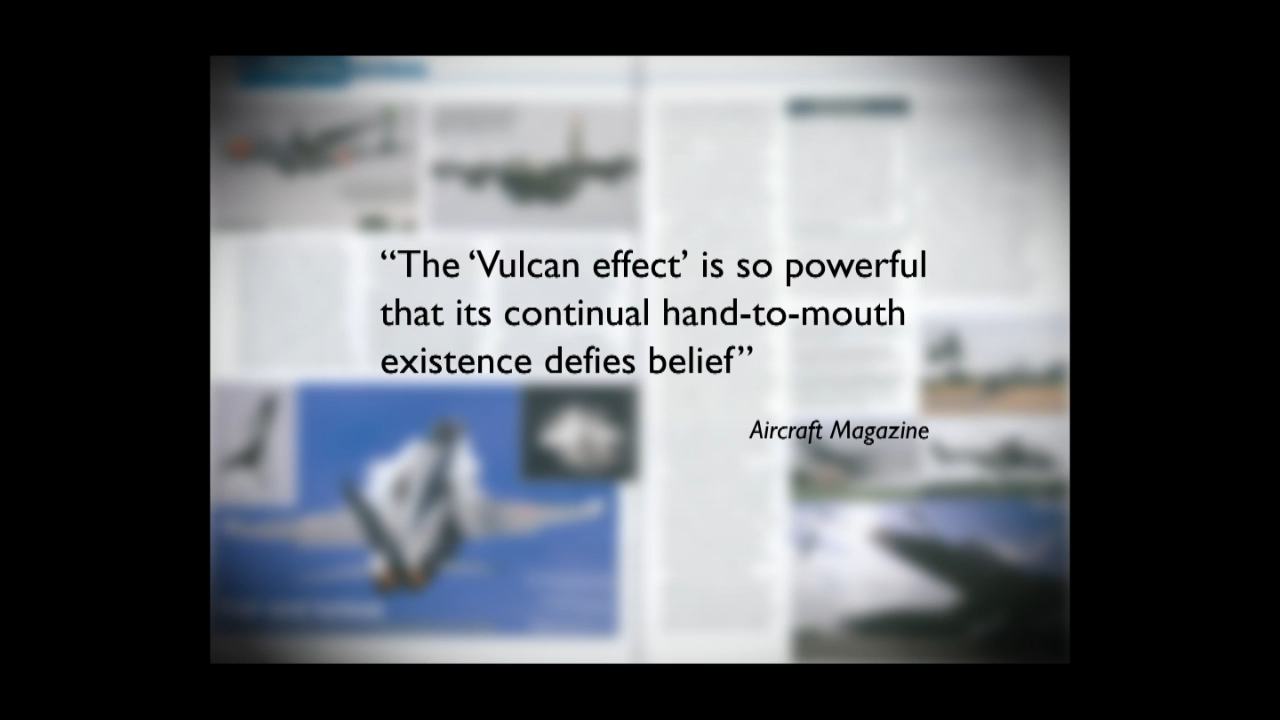 “The ‘Vulcan effect’ is so powerful
that its continual hand-to-mouth
existence defies belief”
Aircraft Magazine